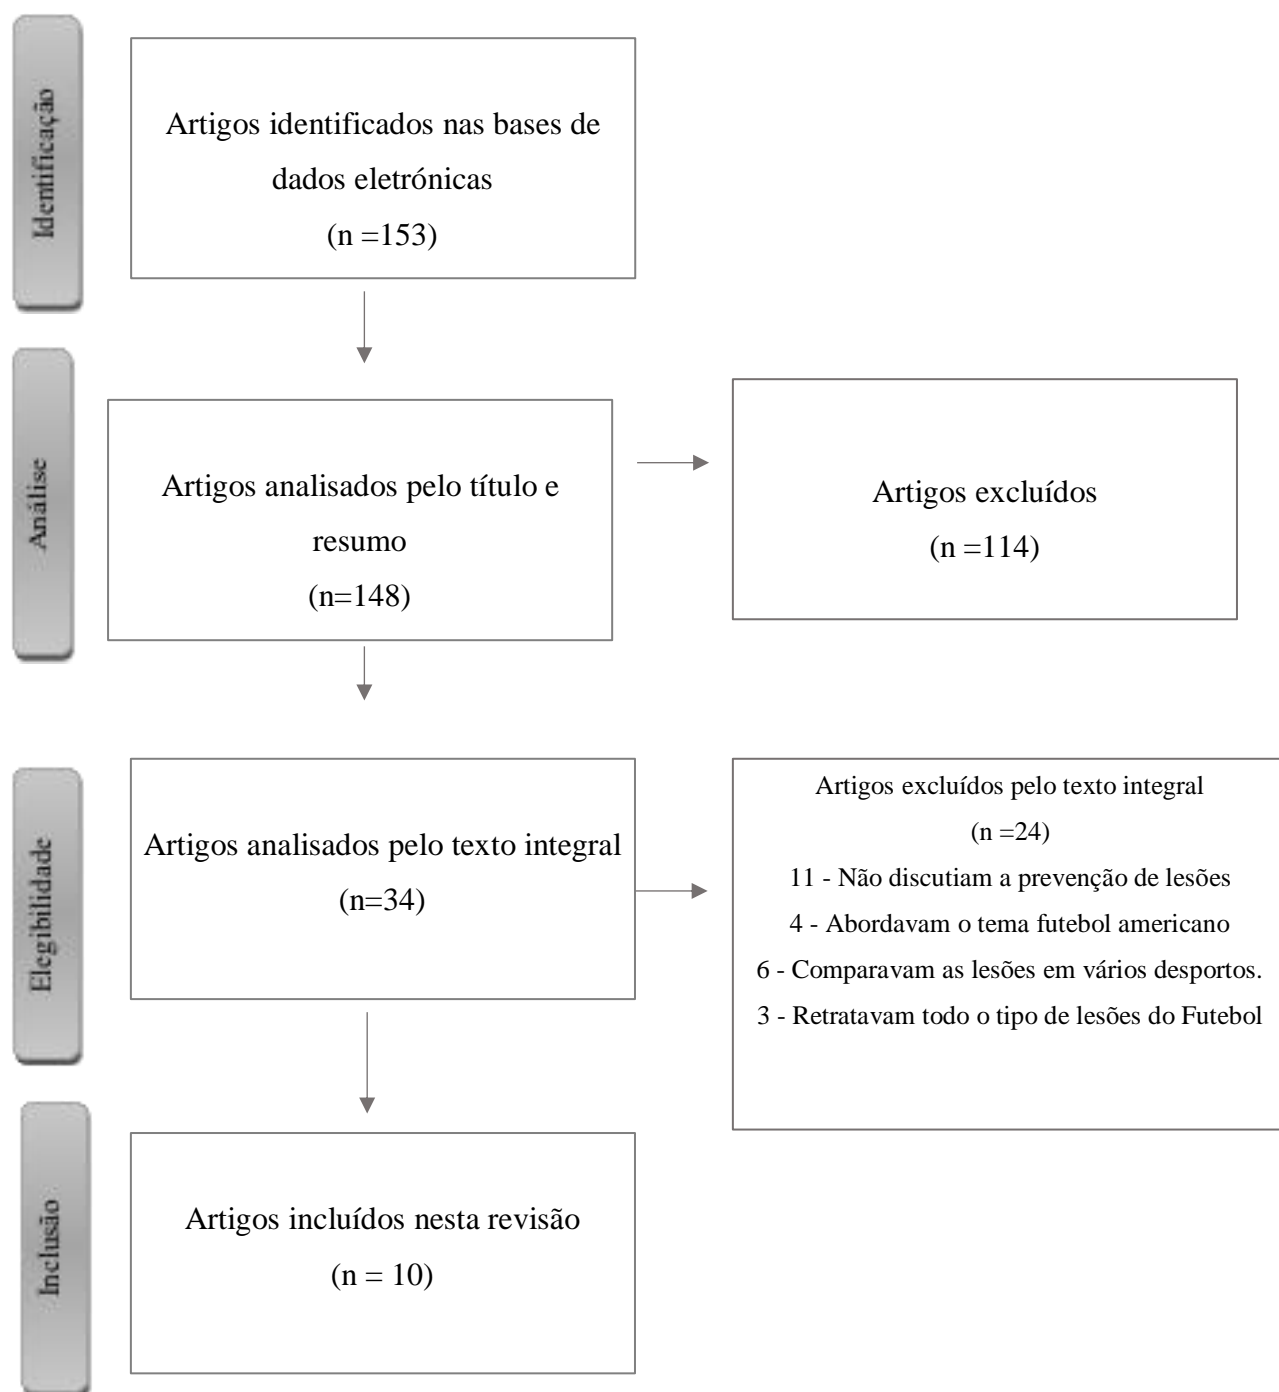 Identificação
Artigos identificados nas bases de
dados eletrónicas
(n =153)
Análise
Artigos analisados pelo título e
resumo
(n=148)
Artigos excluídos
(n =114)
Elegibilidade
Artigos analisados pelo texto integral
(n=34)
Artigos excluídos pelo texto integral
(n =24)
11 - Não discutiam a prevenção de lesões
4 - Abordavam o tema futebol americano
6 - Comparavam as lesões em vários desportos.
3 - Retratavam todo o tipo de lesões do Futebol
Inclusão
Artigos incluídos nesta revisão
(n = 10)